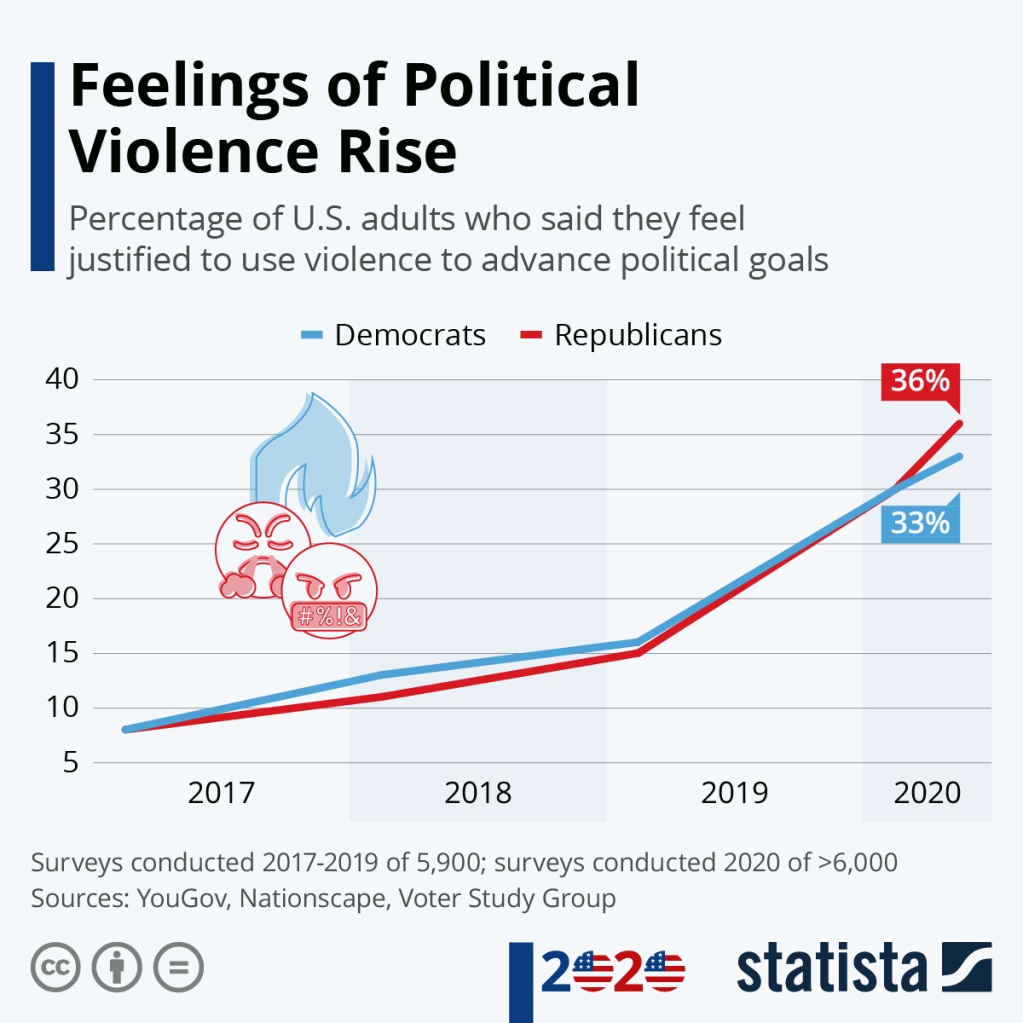 Feelings of Political
Violence Rise
Percentage of U.S. adults who said they feel
justified to use violence to advance political goals
Democrats Republicans
40
35
30
25
20
15
10
5
36%
33%
#%!&
2017 2018 2019 2020
Surveys conducted 2017-2019 of 5,900; surveys conducted 2020 of >6,000
Sources: YouGov, Nationscape, Voter Study Group
cc = 2020 statista